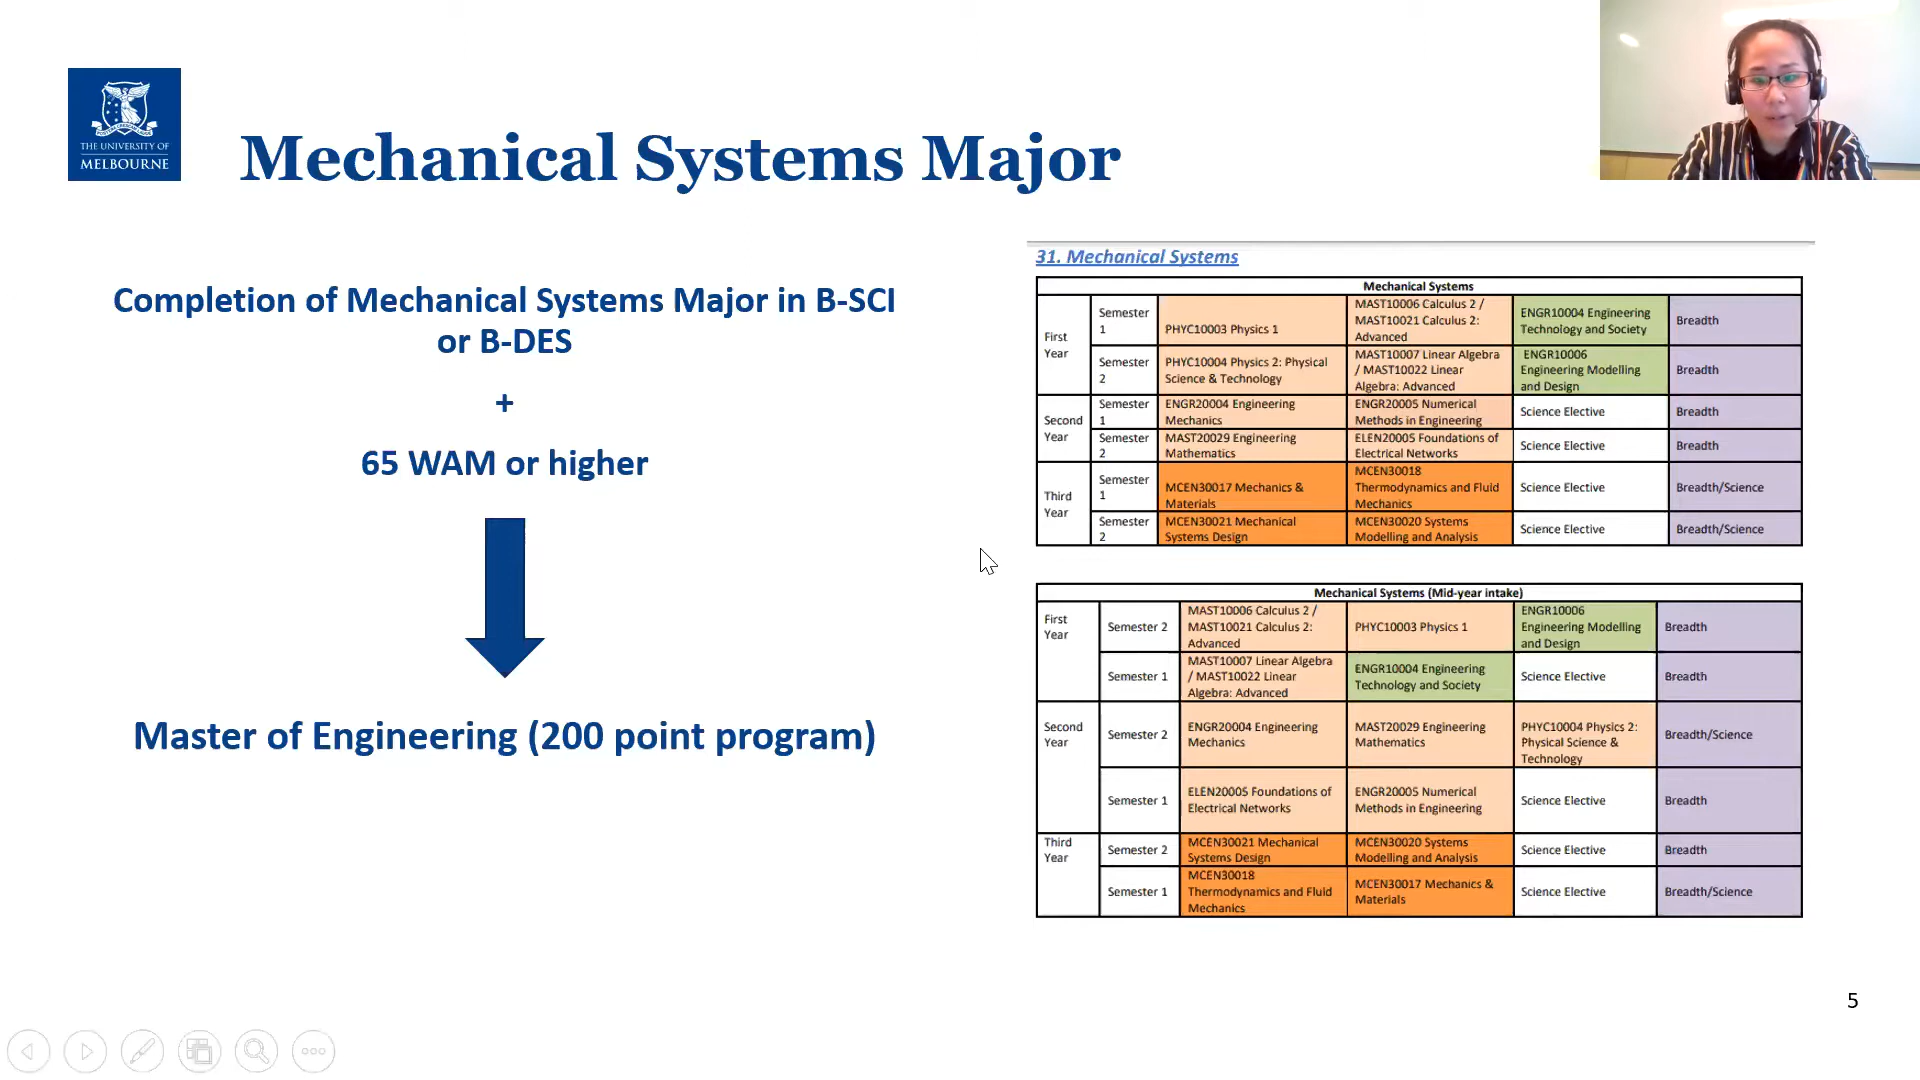 THE UNIVERSITY OF
MELBOURNE
Mechanical Systems Major
Completion of Mechanical Systems Major in B-SCI
or B-DES
+
65 WAM or higher
Master of Engineering (200 point program)
31. Mechanical Systems
Mechanical Systems
First
Year
Semester
1
PHYC10003 Physics 1
MAST10006 Calculus 2 /
MAST10021 Calculus 2:
Advanced
ENGR10004 Engineering
Technology and Society
Breadth
Semester
2
PHYC10004 Physics 2: Physical
Science & Technology
MAST10007 Linear Algebra
/ MAST10022 Linear
Algebra: Advanced
ENGR10006
Engineering Modelling
and Design
Breadth
Second
Year
Semester
1
ENGR20004 Engineering
Mechanics
ENGR20005 Numerical
Methods in Engineering
Science Elective
Breadth
Semester
2
MAST20029 Engineering
Mathematics
ELEN20005 Foundations of
Electrical Networks
Science Elective
Breadth
Third
Year
Semester
1
MCEN30017 Mechanics &
Materials
MCEN30018
Thermodynamics and Fluid
Mechanics
Science Elective
Breadth/Science
Semester
2
MCEN30021 Mechanical
Systems Design
MCEN30020 Systems
Modelling and Analysis
Science Elective
Breadth/Science
Mechanical Systems (Mid-year intake)
First
Year
Semester 2
MAST10006 Calculus 2 /
MAST10021 Calculus 2:
Advanced
PHYC10003 Physics 1
ENGR10006
Engineering Modelling
and Design
Breadth
Semester 1
MAST10007 Linear Algebra
/ MAST10022 Linear
Algebra: Advanced
ENGR10004 Engineering
Technology and Society
Science Elective
Breadth
Second
Year
Semester 2
ENGR20004 Engineering
Mechanics
MAST20029 Engineering
Mathematics
PHYC10004 Physics 2:
Physical Science &
Technology
Breadth/Science
Semester 1
ELEN20005 Foundations of
Electrical Networks
ENGR20005 Numerical
Methods in Engineering
Science Elective
Breadth
Third
Year
Semester 2
MCEN30021 Mechanical
Systems Design
MCEN30020 Systems
Modelling and Analysis
Science Elective
Breadth
Semester 1
MCEN30018
Thermodynamics and Fluid
Mechanics
MCEN30017 Mechanics &
Materials
Science Elective
Breadth/Science
5